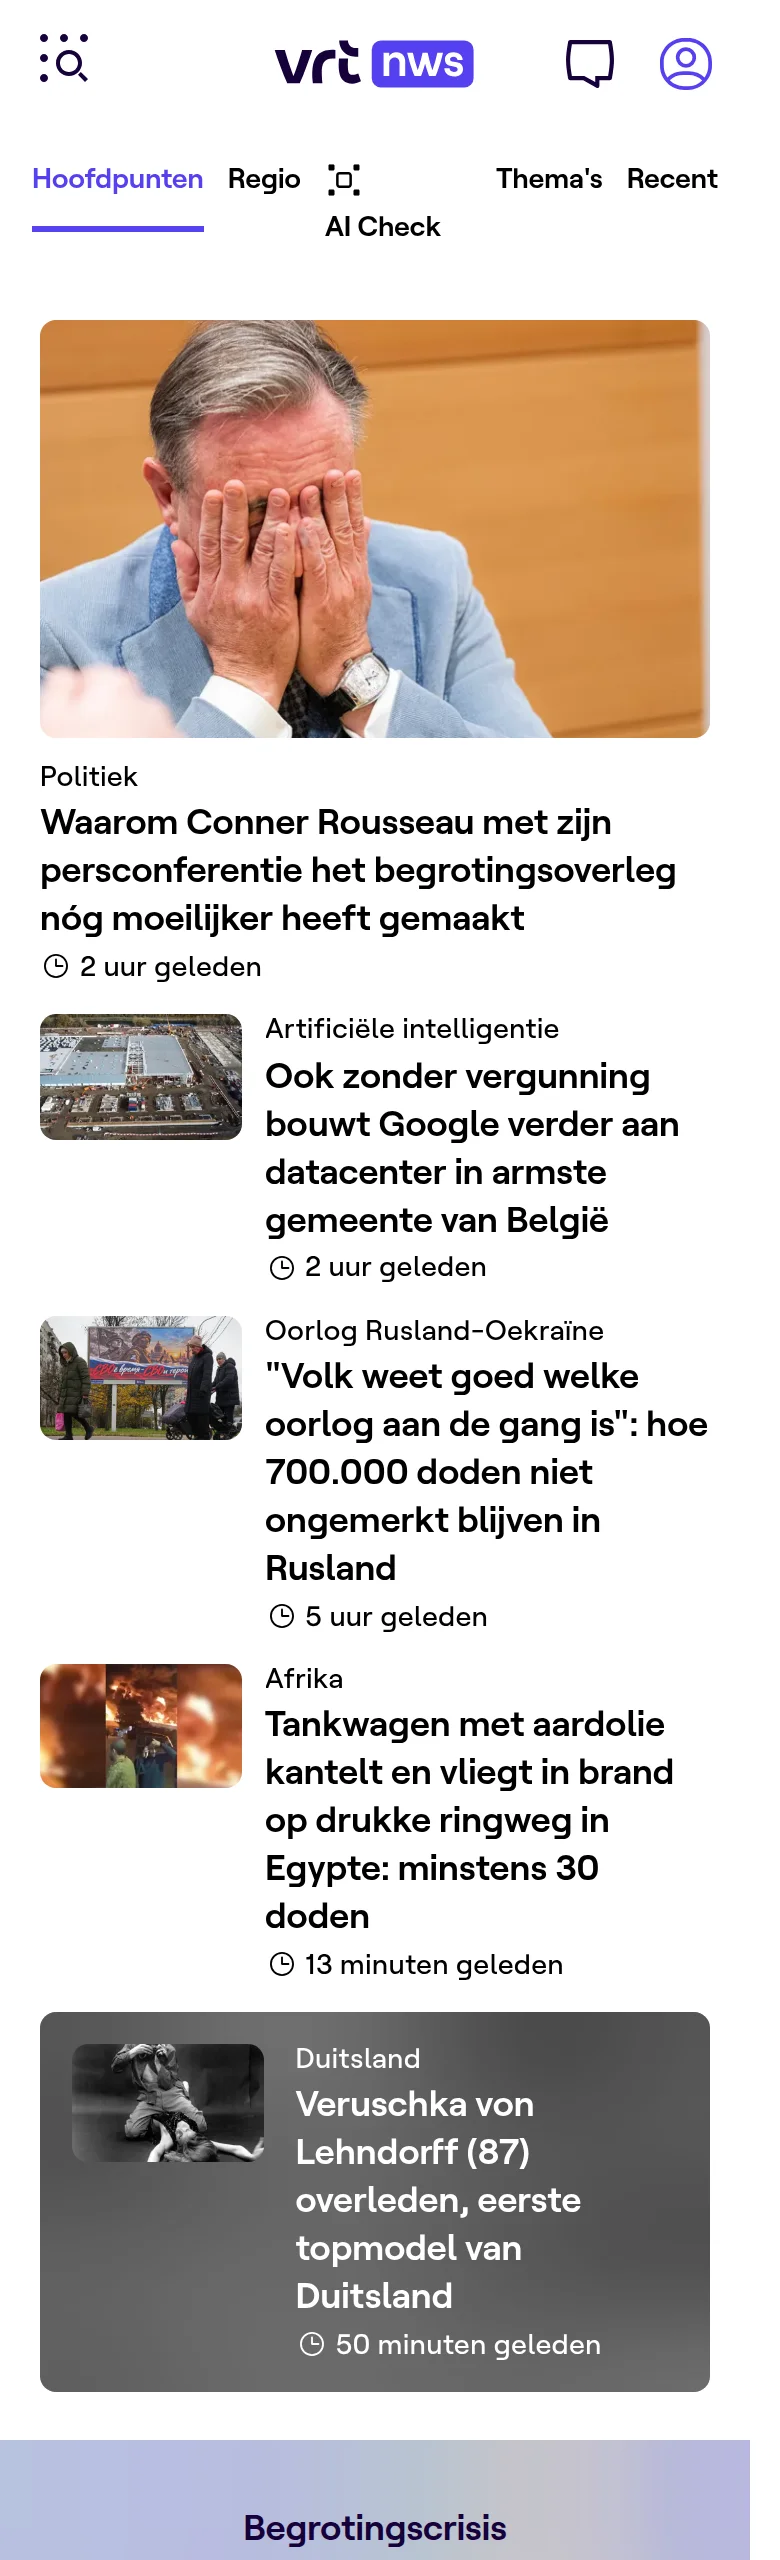 vrt nws
Hoofdpunten Regio AI Check Thema's Recent
Politiek
Waarom Conner Rousseau met zijn
persconferentie het begrotingsoverleg
nóg moeilijker heeft gemaakt
2 uur geleden
Artificiële intelligentie
Ook zonder vergunning
bouwt Google verder aan
datacenter in armste
gemeente van België
2 uur geleden
Oorlog Rusland-Oekraïne
"Volk weet goed welke
oorlog aan de gang is": hoe
700.000 doden niet
ongemerkt blijven in
Rusland
5 uur geleden
Afrika
Tankwagen met aardolie
kantelt en vliegt in brand
op drukke ringweg in
Egypte: minstens 30
doden
13 minuten geleden
Duitsland
Veruschka von
Lehndorff (87)
overleden, eerste
topmodel van
Duitsland
50 minuten geleden
Begrotingscrisis